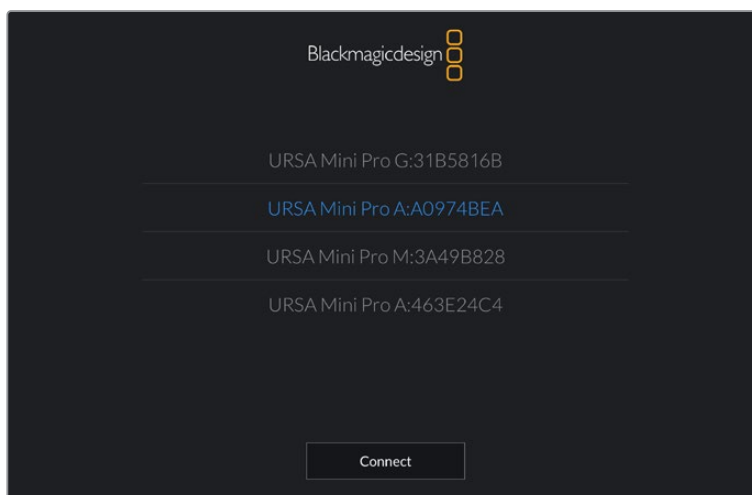 Blackmagicdesign
URSA Mini Pro G:31B5816B
URSA Mini Pro A:A0974BEA
URSA Mini Pro M:3A49B828
URSA Mini Pro A:463E24C4
Connect